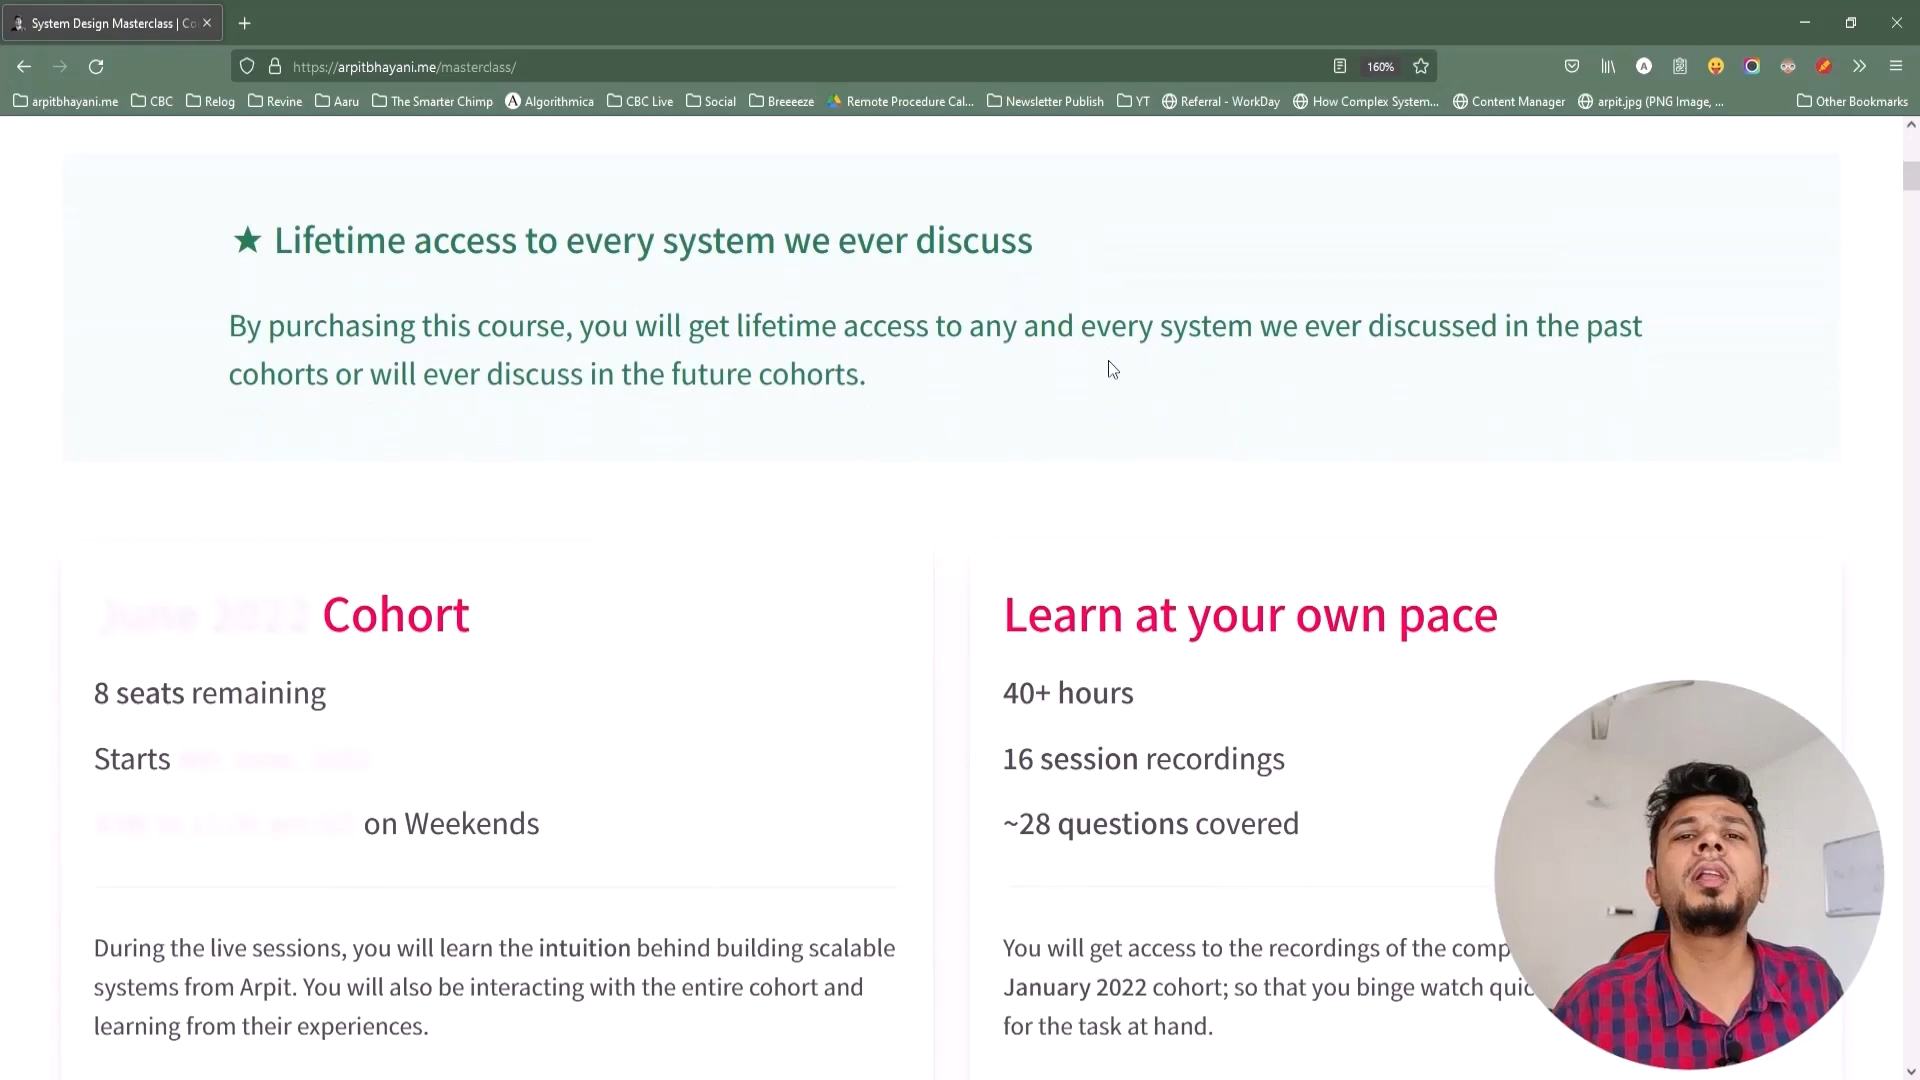 System Design Masterclass | Co
https://arpitbhayani.me/masterclass/
160%
arpitbhayani.me CBC Relog Revine Aaru The Smarter Chimp Algorithmica CBC Live Social Breeeeze Remote Procedure Cal... Newsletter Publish YT Referral - WorkDay How Complex System... Content Manager arpit.jpg (PNG Image, ... Other Bookmarks
★ Lifetime access to every system we ever discuss
By purchasing this course, you will get lifetime access to any and every system we ever discussed in the past
cohorts or will ever discuss in the future cohorts.
June 2022 Cohort
8 seats remaining
Starts
on Weekends
During the live sessions, you will learn the intuition behind building scalable
systems from Arpit. You will also be interacting with the entire cohort and
learning from their experiences.
Learn at your own pace
40+ hours
16 session recordings
~28 questions covered
You will get access to the recordings of the comp
January 2022 cohort; so that you binge watch quic
for the task at hand.